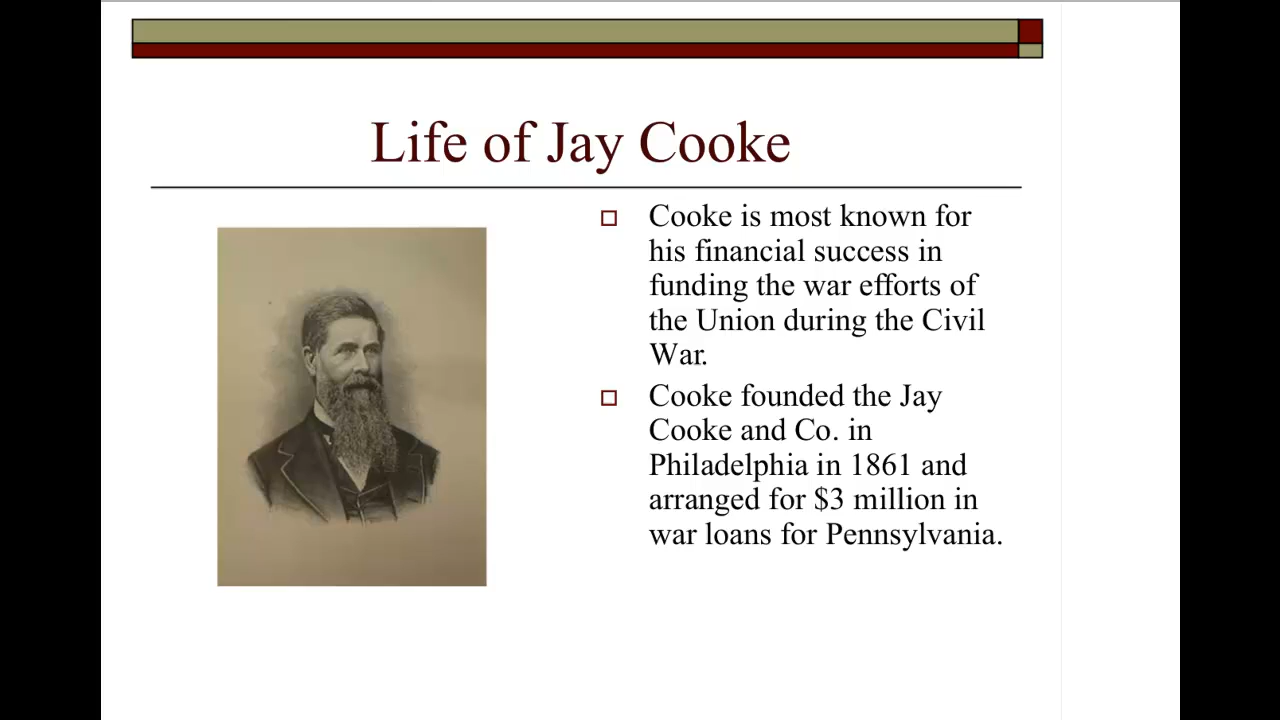 Life of Jay Cooke
Cooke is most known for
his financial success in
funding the war efforts of
the Union during the Civil
War.
Cooke founded the Jay
Cooke and Co. in
Philadelphia in 1861 and
arranged for $3 million in
war loans for Pennsylvania.